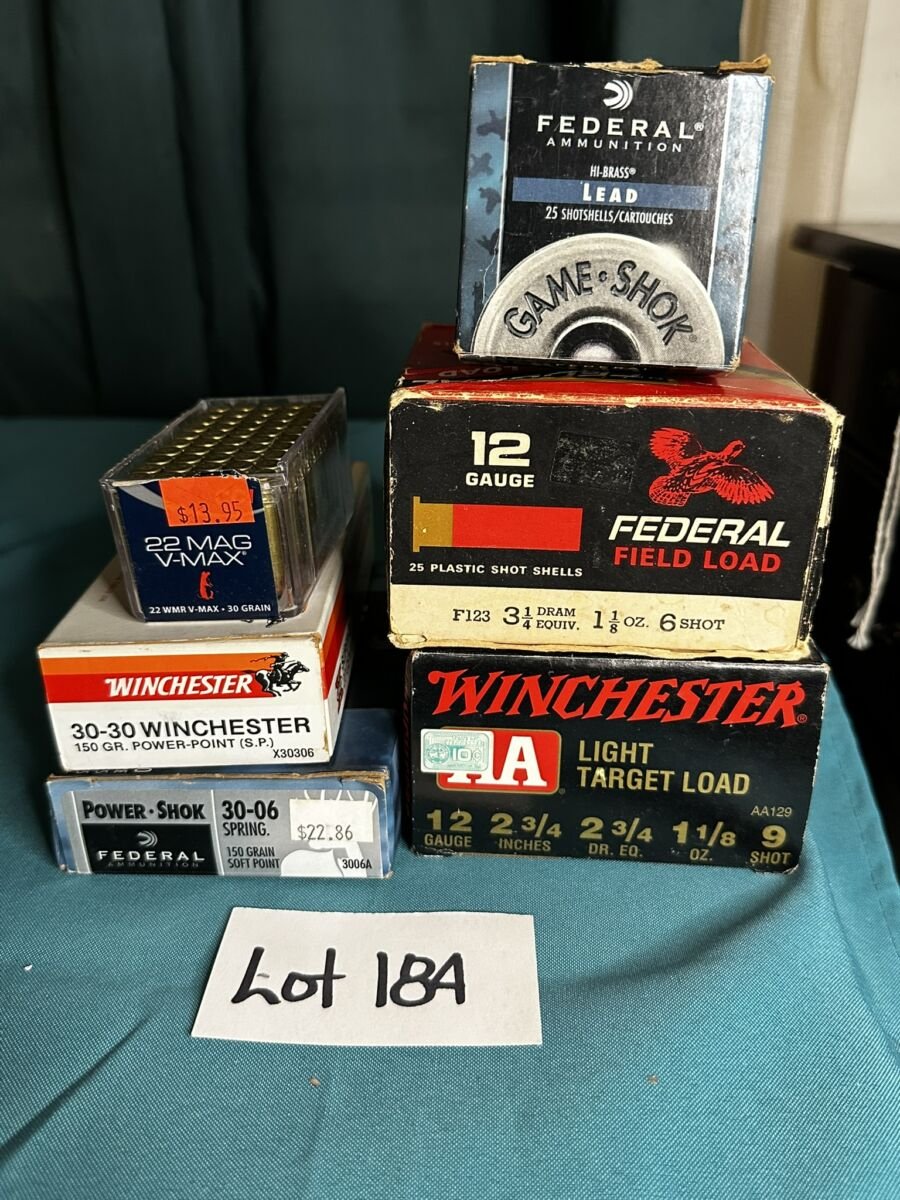 FEDERAL®
AMMUNITION
HI-BRASS®
LEAD
25 SHOTSHELLS/CARTOUCHES
GAME•SHOK®
LOAD
12
GAUGE
25 PLASTIC SHOT SHELLS
FEDERAL
FIELD LOAD
F123 3 1/4 DRAM EQUIV. 1 1/8 OZ. 6 SHOT
$13.95
22 MAG
V-MAX®
22 WMR V-MAX • 30 GRAIN
WINCHESTER
30-30 WINCHESTER
150 GR. POWER-POINT (S.P.)
X30306
POWER•SHOK
FEDERAL
AMMUNITION
30-06
SPRING.
150 GRAIN
SOFT POINT
$22.86
3006A
WINCHESTER®
10¢
AA®
LIGHT
TARGET LOAD
AA129
12 2 3/4 2 3/4 1 1/8 9
GAUGE INCHES DR. EQ. OZ. SHOT
Lot 18A